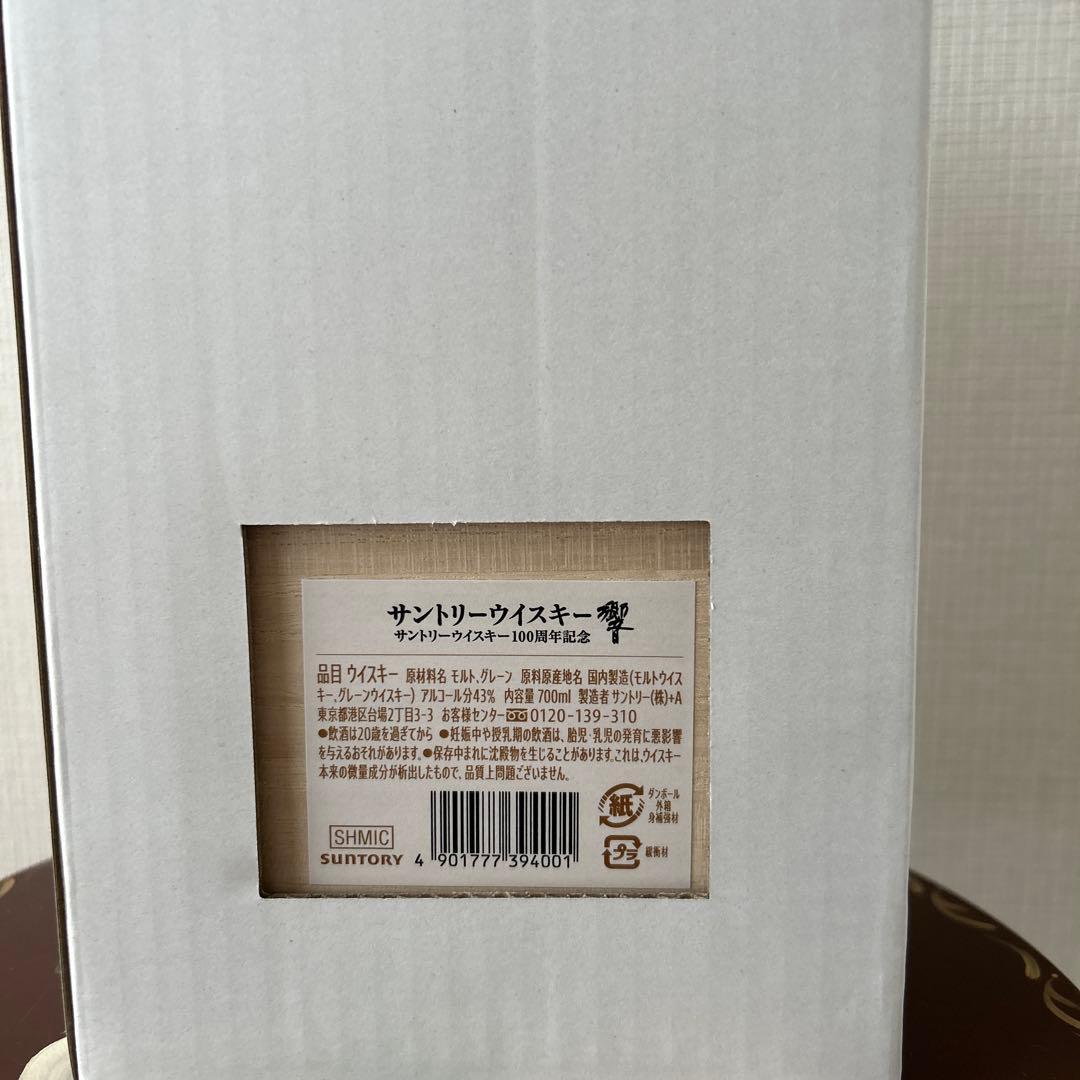 サントリーウイスキー響
サントリーウイスキー100周年記念
品目 ウイスキー 原材料名 モルト、グレーン 原料原産地名 国内製造(モルトウイス
キー、グレーンウイスキー) アルコール分43% 内容量 700ml 製造者 サントリー(株)+A
東京都港区台場2丁目3-3 お客様センター 0120-139-310
●飲酒は20歳を過ぎてから ●妊娠中や授乳期の飲酒は、胎児・乳児の発育に悪影響
を与えるおそれがあります。●保存中まれに沈殿物を生じることがあります。これは、ウイスキー
本来の微量成分が析出したもので、品質上問題ございません。
SHMIC
SUNTORY
4 901777 394001
紙
ダンボール
外箱
身補強材
プラ
緩衝材